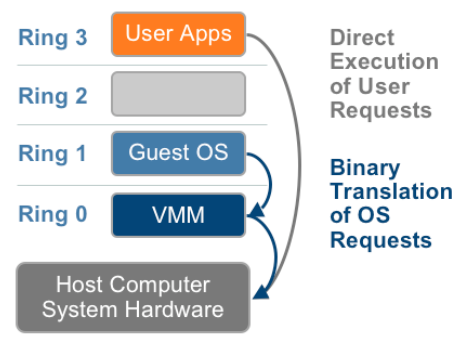 Ring 3
User Apps
Direct
Execution
of User
Requests
Ring 2
Ring 1
Guest OS
Binary
Translation
of OS
Requests
Ring 0
VMM
Host Computer
System Hardware